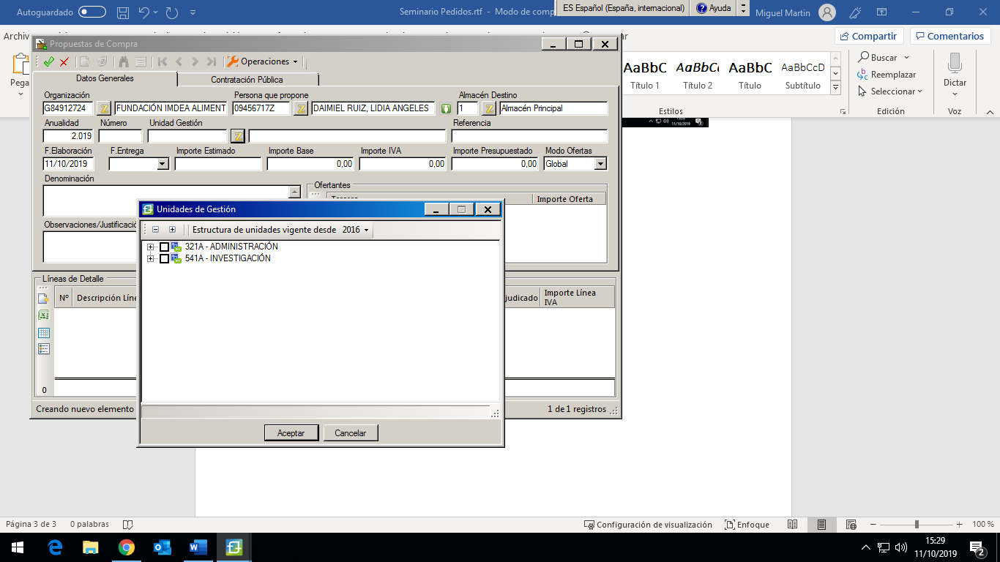 Autoguardado
Seminario Pedidos.rtf - Modo de comp
ES Español (España, internacional)
Ayuda
Miguel Martin
Archiv
Compartir
Comentarios
Propuestas de Compra
Operaciones
Pega
AaBbC
AaBbC
AaBbC
AaBbCcD
Título 1
Título 2
Título
Subtítulo
Estilos
Buscar
Reemplazar
Seleccionar
Edición
Dictar
Voz
Datos Generales
Contratación Pública
Organización
Persona que propone
Almacén Destino
G84912724
FUNDACIÓN IMDEA ALIMENT
09456717Z
DAIMIEL RUIZ, LIDIA ANGELES
1
Almacén Principal
11/10/2019
Anualidad
Número
Unidad Gestión
Referencia
2.019
F.Elaboración
F.Entrega
Importe Estimado
Importe Base
Importe IVA
Importe Presupuestado
Modo Ofertas
11/10/2019
0,00
0,00
0,00
Global
Denominación
Ofertantes
Importe Oferta
Observaciones/Justificació
Unidades de Gestión
Estructura de unidades vigente desde 2016
321A - ADMINISTRACIÓN
541A - INVESTIGACIÓN
Líneas de Detalle
Nº
Descripción Líne
judicado
Importe Línea
IVA
0
Creando nuevo elemento
1 de 1 registros
Aceptar
Cancelar
Página 3 de 3
0 palabras
Configuración de visualización
Enfoque
100 %
15:29
11/10/2019
2